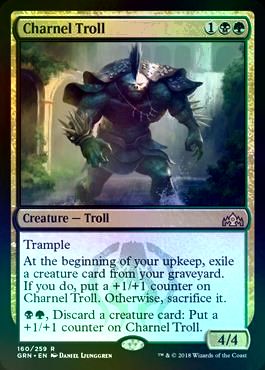 Charnel Troll 1
Creature — Troll
Trample
At the beginning of your upkeep, exile
a creature card from your graveyard.
If you do, put a +1/+1 counter on
Charnel Troll. Otherwise, sacrifice it.
, Discard a creature card: Put a
+1/+1 counter on Charnel Troll.
4/4
160/259 R
GRN • EN Daniel Ljunggren
™ & © 2018 Wizards of the Coast